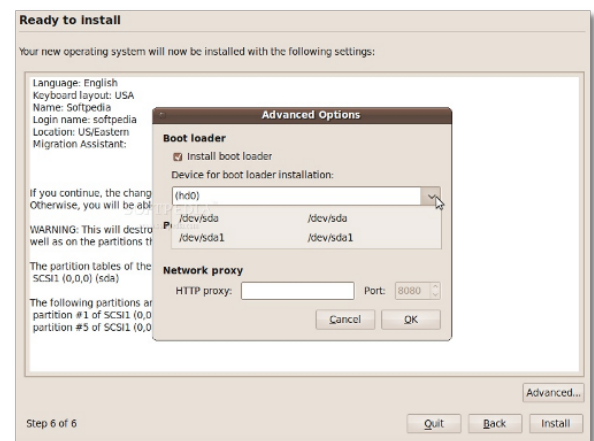 Ready to install
Your new operating system will now be installed with the following settings:
Language: English
Keyboard layout: USA
Name: Softpedia
Login name: softpedia
Location: US/Eastern
Migration Assistant:
If you continue, the chang
Otherwise, you will be abl
WARNING: This will destro
well as on the partitions th
The partition tables of the
SCSI1 (0,0,0) (sda)
The following partitions ar
partition #1 of SCSI1 (0,0
partition #5 of SCSI1 (0,0
Advanced Options
Boot loader
Install boot loader
Device for boot loader installation:
(hd0)
/dev/sda /dev/sda
/dev/sda1 /dev/sda1
Network proxy
HTTP proxy: Port: 8080
Cancel OK
Advanced...
Step 6 of 6 Quit Back Install